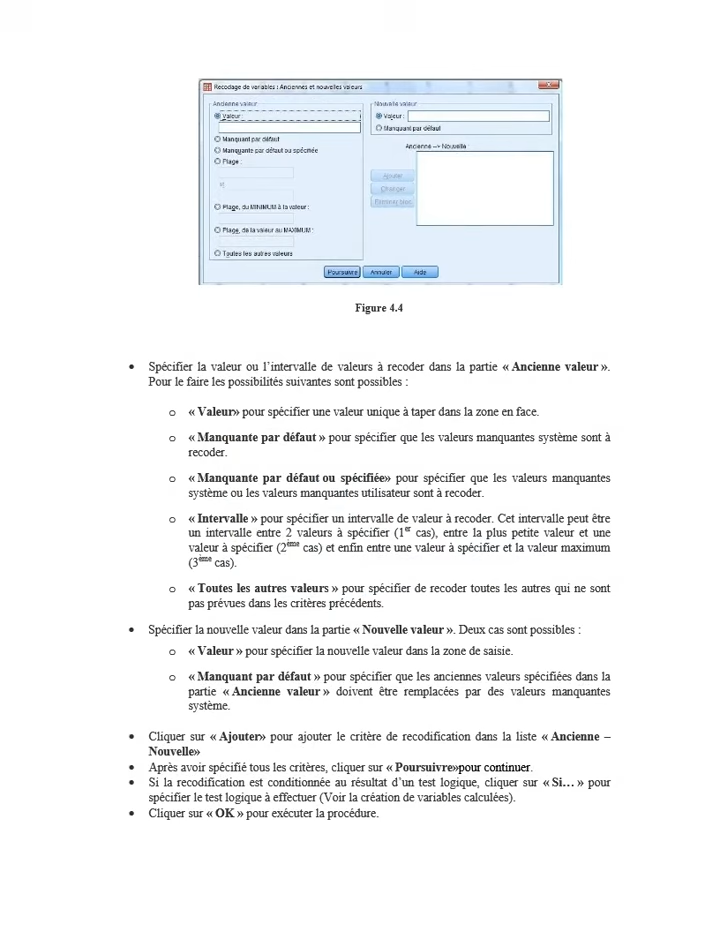 Recodage de variables : Anciennes et nouvelles valeurs
Ancienne valeur
Valeur :
Manquant par défaut
Manquante par défaut ou spécifiée
Plage :
Plage, du MINIMUM à la valeur :
Plage, de la valeur au MAXIMUM :
Toutes les autres valeurs
Nouvelle valeur
Valeur :
Manquant par défaut
Ancienne --> Nouvelle
Ajouter
Changer
Poursuivre Annuler Aide
Figure 4.4
• Spécifier la valeur ou l’intervalle de valeurs à recoder dans la partie « Ancienne valeur ».
Pour le faire les possibilités suivantes sont possibles :
o « Valeur» pour spécifier une valeur unique à taper dans la zone en face.
o « Manquante par défaut » pour spécifier que les valeurs manquantes système sont à
recoder.
o « Manquante par défaut ou spécifiée» pour spécifier que les valeurs manquantes
système ou les valeurs manquantes utilisateur sont à recoder.
o « Intervalle » pour spécifier un intervalle de valeur à recoder. Cet intervalle peut être
un intervalle entre 2 valeurs à spécifier (1er cas), entre la plus petite valeur et une
valeur à spécifier (2ème cas) et enfin entre une valeur à spécifier et la valeur maximum
(3ème cas).
o « Toutes les autres valeurs » pour spécifier de recoder toutes les autres qui ne sont
pas prévues dans les critères précédents.
• Spécifier la nouvelle valeur dans la partie « Nouvelle valeur ». Deux cas sont possibles :
o « Valeur » pour spécifier la nouvelle valeur dans la zone de saisie.
o « Manquant par défaut » pour spécifier que les anciennes valeurs spécifiées dans la
partie « Ancienne valeur » doivent être remplacées par des valeurs manquantes
système.
• Cliquer sur « Ajouter» pour ajouter le critère de recodification dans la liste « Ancienne –
Nouvelle»
• Après avoir spécifié tous les critères, cliquer sur « Poursuivre»pour continuer.
• Si la recodification est conditionnée au résultat d’un test logique, cliquer sur « Si… » pour
spécifier le test logique à effectuer (Voir la création de variables calculées).
• Cliquer sur « OK » pour exécuter la procédure.